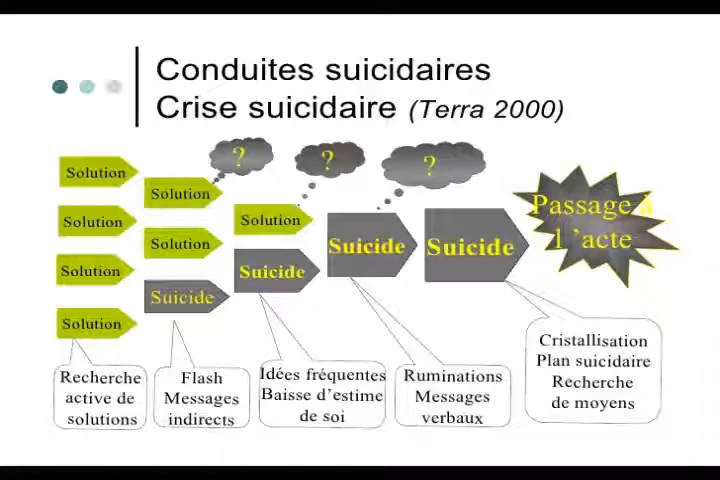 Conduites suicidaires
Crise suicidaire (Terra 2000)
?
?
?
Solution
Solution
Solution
Solution
Solution
Solution
Suicide
Solution
Suicide
Suicide
Suicide
Passage à
l 'acte
Recherche
active de
solutions
Flash
Messages
indirects
Idées fréquentes
Baisse d'estime
de soi
Ruminations
Messages
verbaux
Cristallisation
Plan suicidaire
Recherche
de moyens